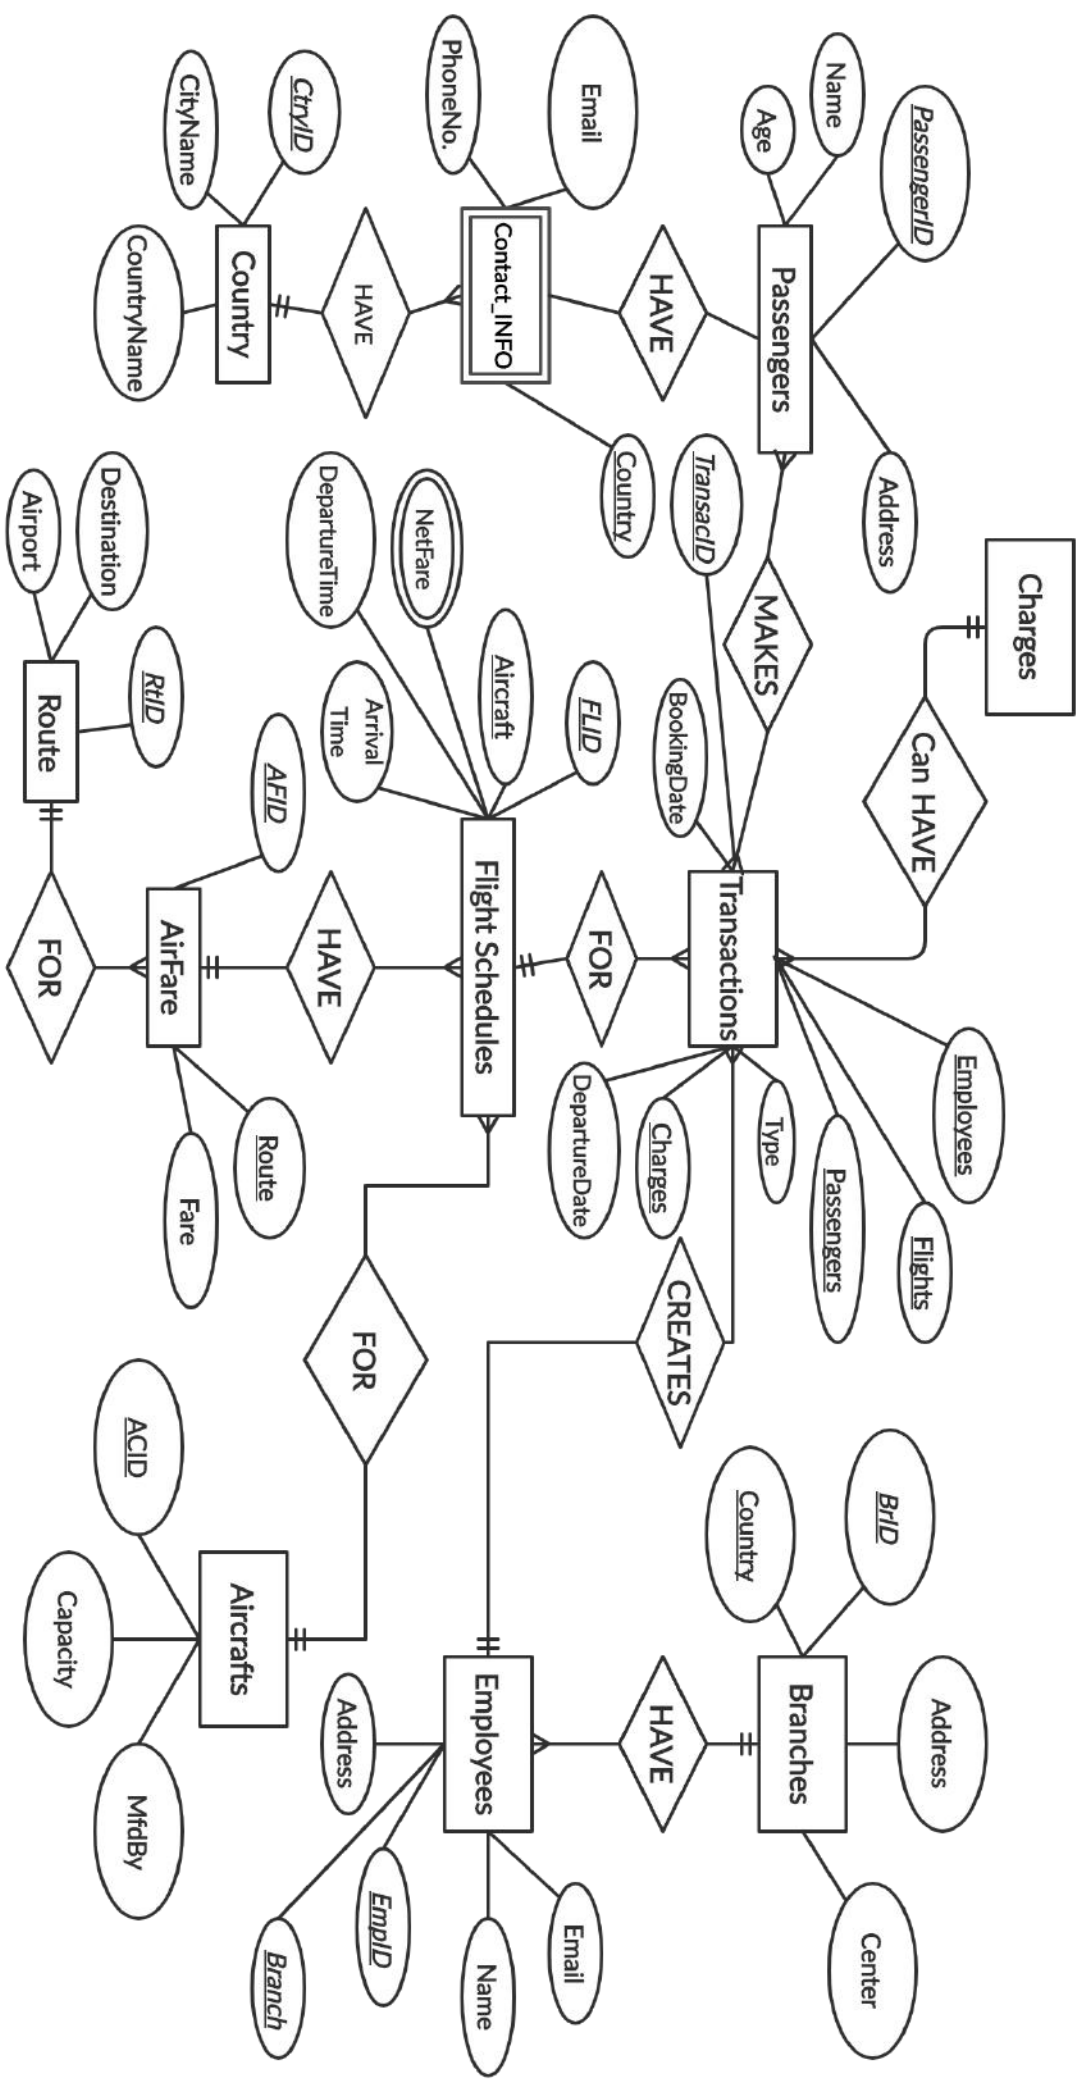 Charges
PassengerID
Name
Age
Address
Passengers
MAKES
Can HAVE
Employees
Flights
Passengers
Type
Charges
DepartureDate
TransacID
BookingDate
Transactions
BrID
Country
Address
Center
Branches
Email
PhoneNo.
HAVE
Contact_INFO
Country
FOR
CREATES
HAVE
FLID
Aircraft
NetFare
DepartureTime
Arrival
Time
Flight Schedules
Employees
Email
Name
EmpID
Branch
Address
CtryID
CityName
CountryName
HAVE
Country
HAVE
FOR
AFID
AirFare
Route
Fare
Aircrafts
ACID
Capacity
MfdBy
Destination
Airport
RtID
Route
FOR